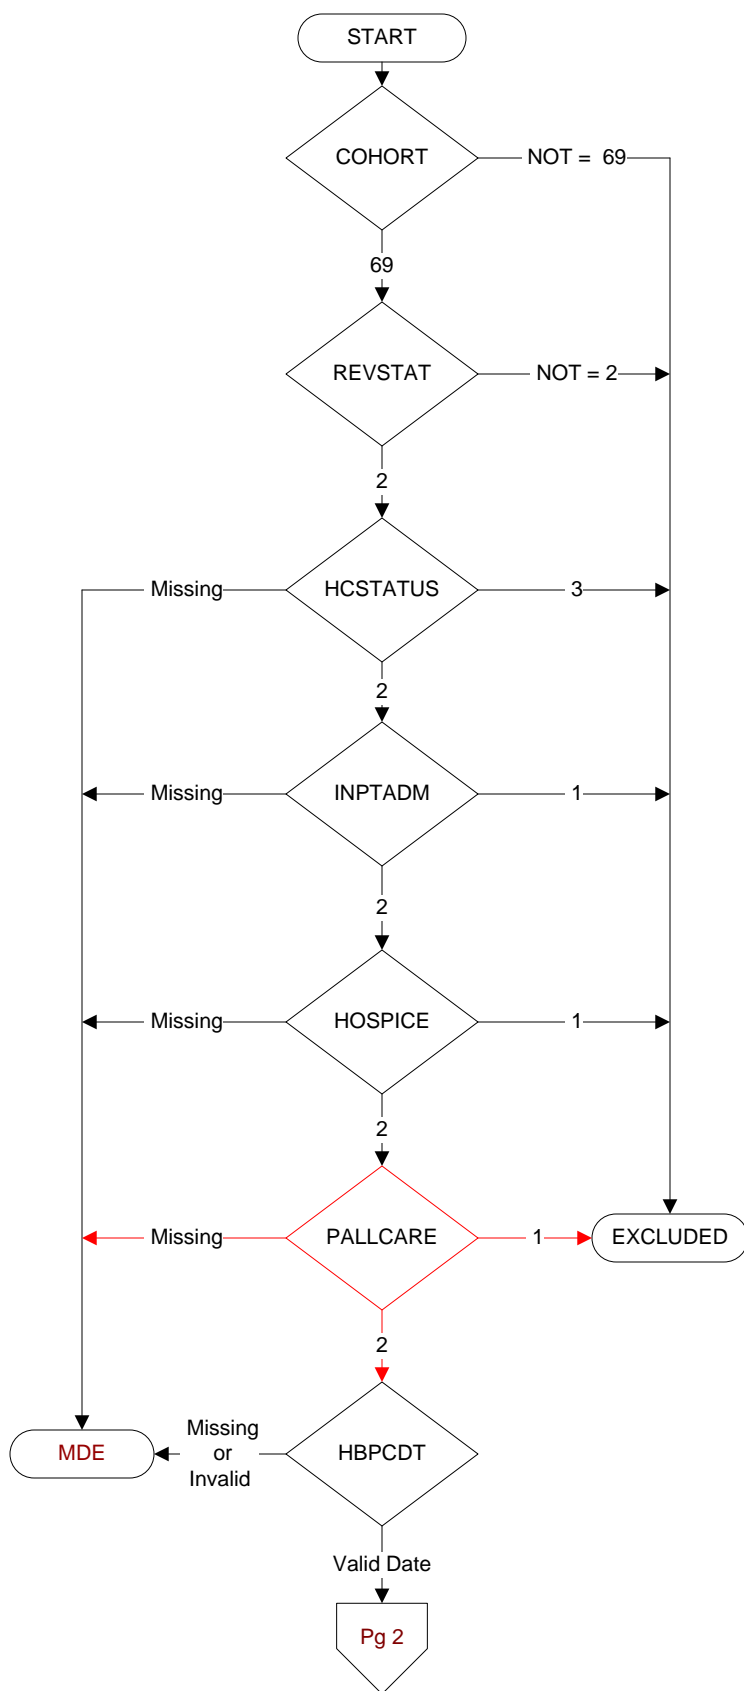 START
COHORT
NOT = 69
69
REVSTAT
NOT = 2
2
Missing
HCSTATUS
3
2
Missing
INPTADM
1
2
Missing
HOSPICE
1
2
Missing
PALLCARE
1
EXCLUDED
2
MDE
Missing
or
Invalid
HBPCDT
Valid Date
Pg 2